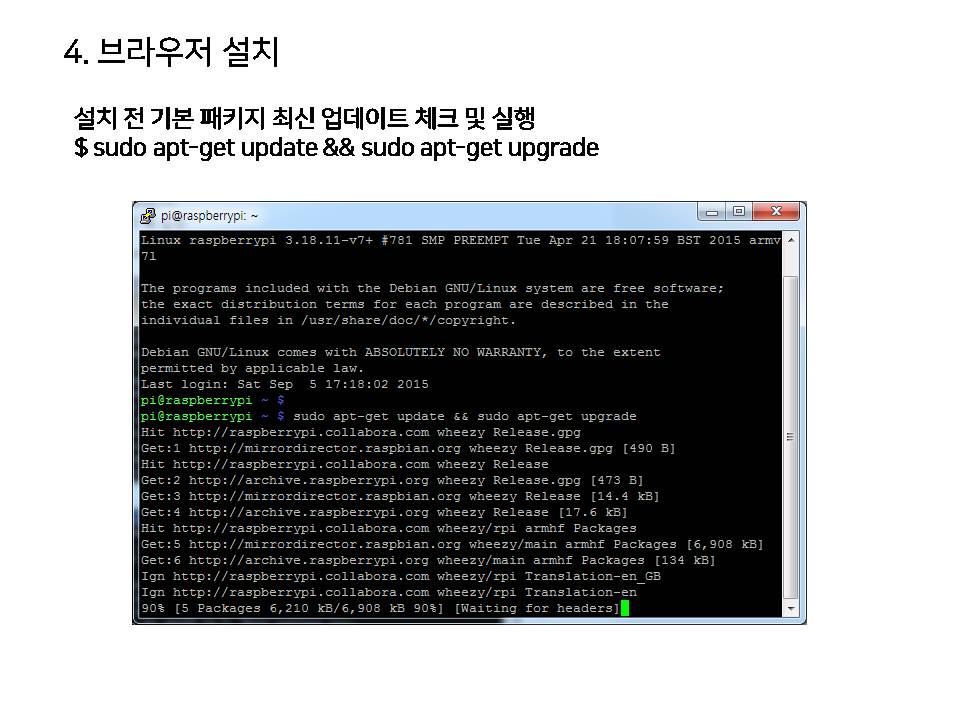 4. 브라우저 설치
설치 전 기본 패키지 최신 업데이트 체크 및 실행
$ sudo apt-get update && sudo apt-get upgrade
pi@raspberrypi: ~
Linux raspberrypi 3.18.11-v7+ #781 SMP PREEMPT Tue Apr 21 18:07:59 BST 2015 armv
7l
The programs included with the Debian GNU/Linux system are free software;
the exact distribution terms for each program are described in the
individual files in /usr/share/doc/*/copyright.
Debian GNU/Linux comes with ABSOLUTELY NO WARRANTY, to the extent
permitted by applicable law.
Last login: Sat Sep  5 17:18:02 2015
pi@raspberrypi ~ $
pi@raspberrypi ~ $ sudo apt-get update && sudo apt-get upgrade
Hit http://raspberrypi.collabora.com wheezy Release.gpg
Get:1 http://mirrordirector.raspbian.org wheezy Release.gpg [490 B]
Hit http://raspberrypi.collabora.com wheezy Release
Get:2 http://archive.raspberrypi.org wheezy Release.gpg [473 B]
Get:3 http://mirrordirector.raspbian.org wheezy Release [14.4 kB]
Get:4 http://archive.raspberrypi.org wheezy Release [17.6 kB]
Hit http://raspberrypi.collabora.com wheezy/rpi armhf Packages
Get:5 http://mirrordirector.raspbian.org wheezy/main armhf Packages [6,908 kB]
Get:6 http://archive.raspberrypi.org wheezy/main armhf Packages [134 kB]
Ign http://raspberrypi.collabora.com wheezy/rpi Translation-en_GB
Ign http://raspberrypi.collabora.com wheezy/rpi Translation-en
90% [5 Packages 6,210 kB/6,908 kB 90%] [Waiting for headers]